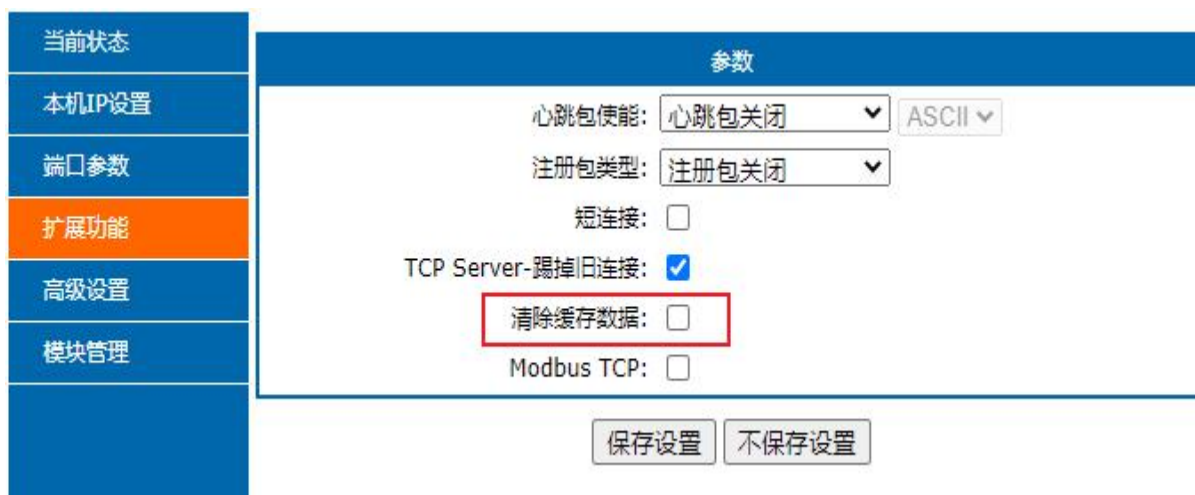 当前状态
本机IP设置
端口参数
扩展功能
高级设置
模块管理
参数
心跳包使能: 心跳包关闭 ASCII
注册包类型: 注册包关闭
短连接:
TCP Server-踢掉旧连接:
清除缓存数据:
Modbus TCP:
保存设置 不保存设置